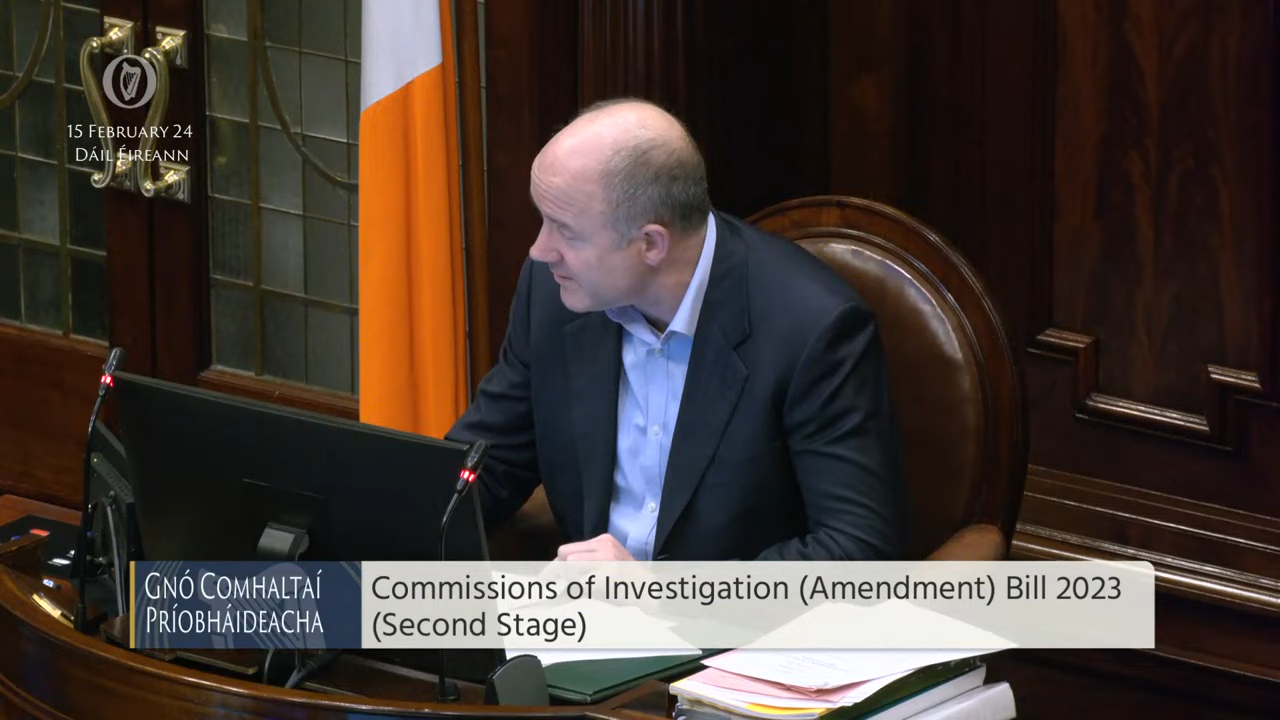 15 February 24
Dáil Éireann
Gnó Comhaltaí
Príobháideacha
Commissions of Investigation (Amendment) Bill 2023
(Second Stage)